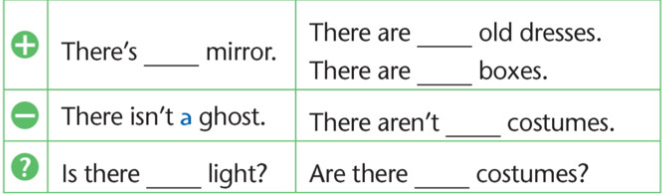 There's _____ mirror.
There are _____ old dresses.
There are _____ boxes.
There isn't a ghost.
There aren't _____ costumes.
Is there _____ light?
Are there _____ costumes?